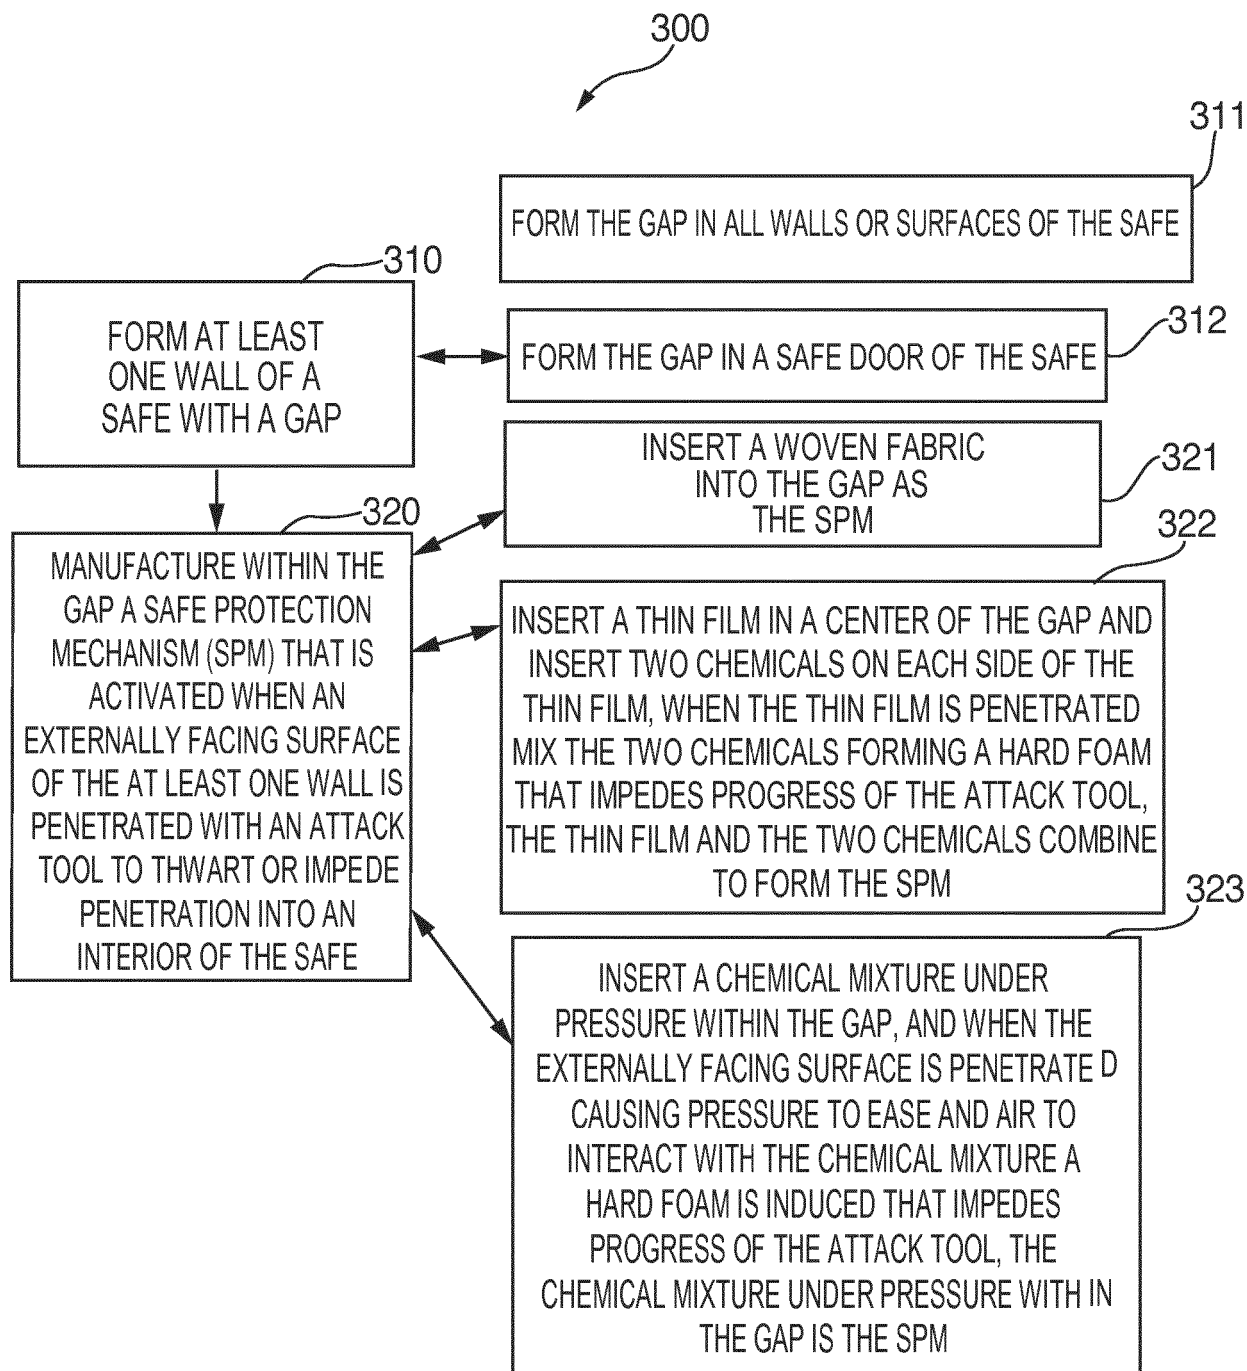 300
311
FORM THE GAP IN ALL WALLS OR SURFACES OF THE SAFE
310
FORM AT LEAST
ONE WALL OF A
SAFE WITH A GAP
312
FORM THE GAP IN A SAFE DOOR OF THE SAFE
321
INSERT A WOVEN FABRIC
INTO THE GAP AS
THE SPM
320
MANUFACTURE WITHIN THE
GAP A SAFE PROTECTION
MECHANISM (SPM) THAT IS
ACTIVATED WHEN AN
EXTERNALLY FACING SURFACE
OF THE AT LEAST ONE WALL IS
PENETRATED WITH AN ATTACK
TOOL TO THWART OR IMPEDE
PENETRATION INTO AN
INTERIOR OF THE SAFE
322
INSERT A THIN FILM IN A CENTER OF THE GAP AND
INSERT TWO CHEMICALS ON EACH SIDE OF THE
THIN FILM, WHEN THE THIN FILM IS PENETRATED
MIX THE TWO CHEMICALS FORMING A HARD FOAM
THAT IMPEDES PROGRESS OF THE ATTACK TOOL,
THE THIN FILM AND THE TWO CHEMICALS COMBINE
TO FORM THE SPM
323
INSERT A CHEMICAL MIXTURE UNDER
PRESSURE WITHIN THE GAP, AND WHEN THE
EXTERNALLY FACING SURFACE IS PENETRATE D
CAUSING PRESSURE TO EASE AND AIR TO
INTERACT WITH THE CHEMICAL MIXTURE A
HARD FOAM IS INDUCED THAT IMPEDES
PROGRESS OF THE ATTACK TOOL, THE
CHEMICAL MIXTURE UNDER PRESSURE WITH IN
THE GAP IS THE SPM